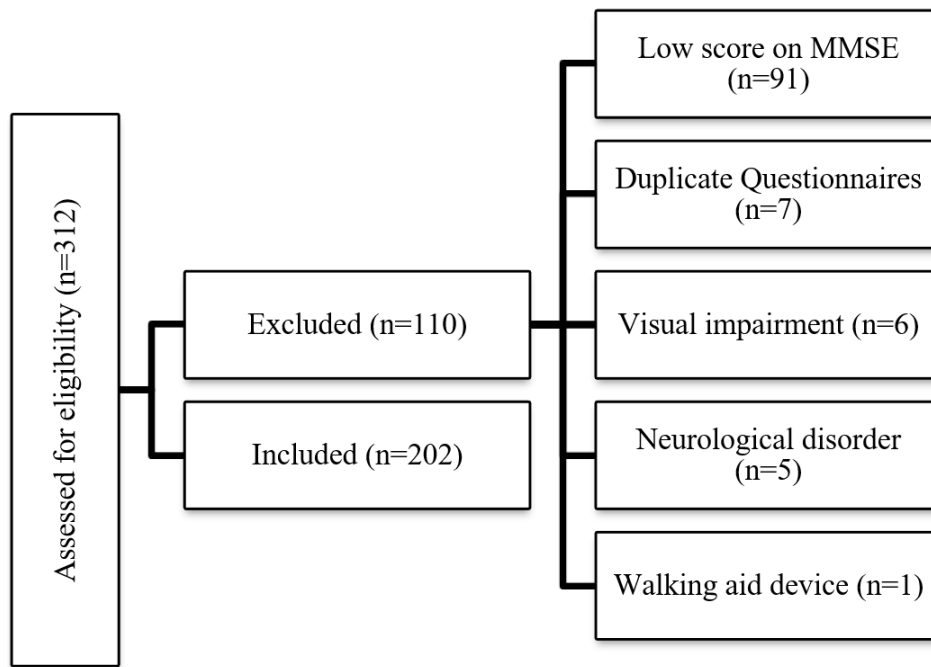 Assessed for eligibility (n=312)
Excluded (n=110)
Included (n=202)
Low score on MMSE
(n=91)
Duplicate Questionnaires
(n=7)
Visual impairment (n=6)
Neurological disorder
(n=5)
Walking aid device (n=1)